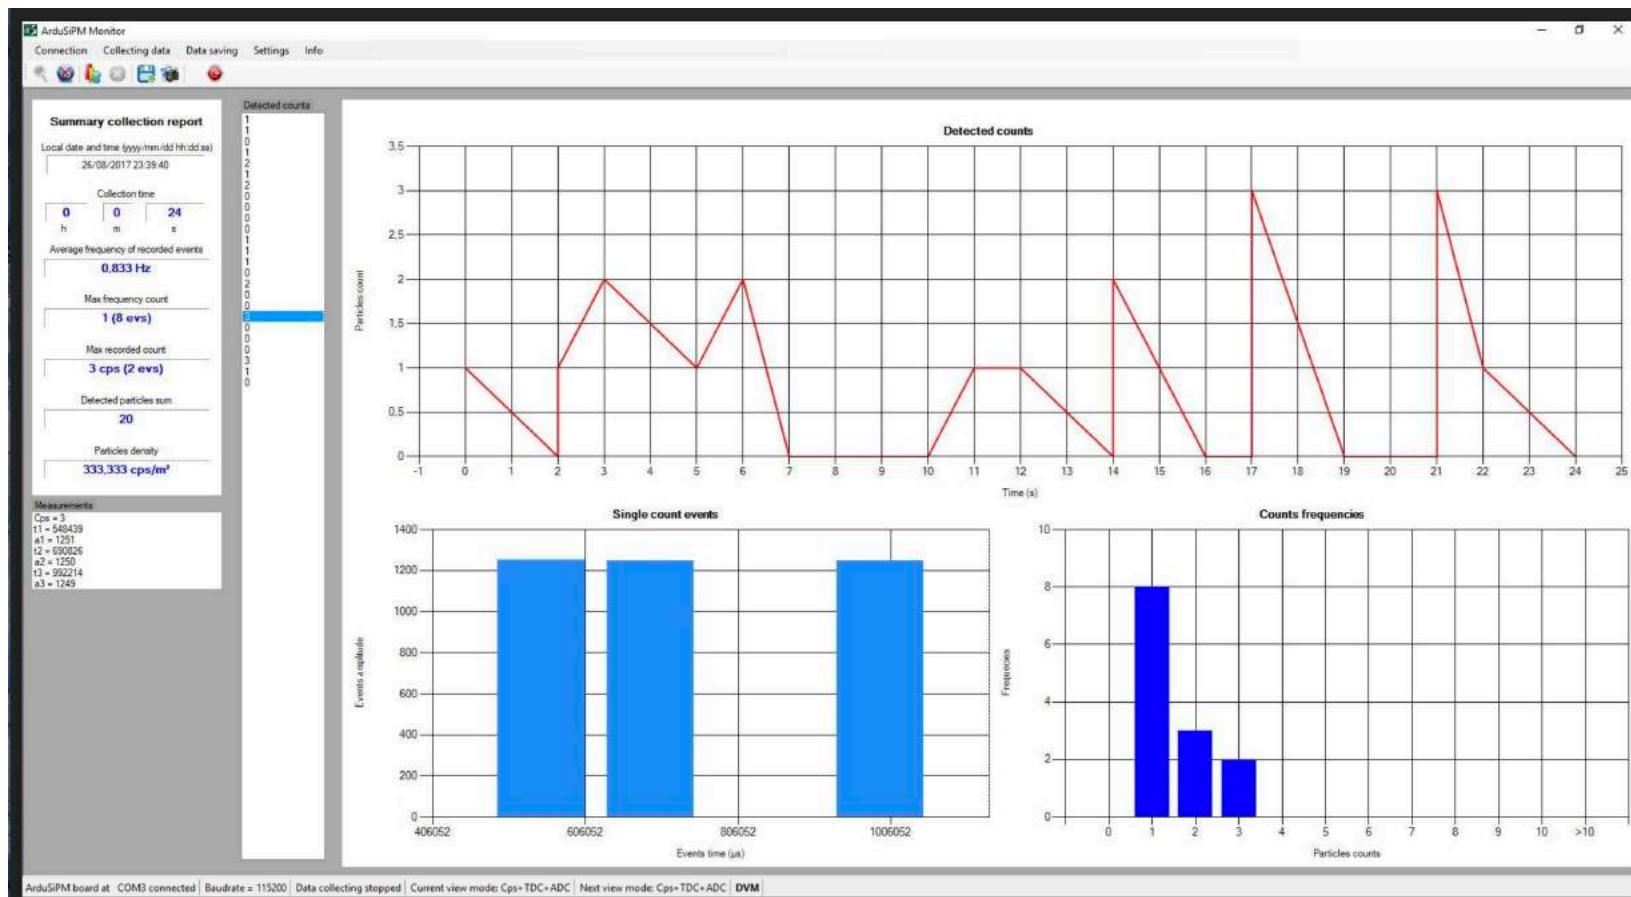 ArduSiPM Monitor
Connection Collecting data Data saving Settings Info
Summary collection report
Local date and time (yyyy/mm/dd hh:dd:ss)
26/08/2017 23:39:40
Collection time
0 0 24
h m s
Average frequency of recorded events
0,833 Hz
Max frequency count
1 (8 evs)
Max recorded count
3 cps (2 evs)
Detected particles sum
20
Particles density
333,333 cps/m²
Measurements
Cps = 3
t1 = 548439
a1 = 1251
t2 = 690826
a2 = 1250
t3 = 992214
a3 = 1249
Detected counts
1
1
0
1
2
1
2
0
0
0
0
1
1
1
0
2
0
0
3
0
0
0
3
1
0
Detected counts
Particles count
3.5
3
2.5
2
1.5
1
0.5
0
-1 0 1 2 3 4 5 6 7 8 9 10 11 12 13 14 15 16 17 18 19 20 21 22 23 24 25
Time (s)
Single count events
Events amplitude
1400
1200
1000
800
600
400
200
0
406052 606052 806052 1006052
Events time (µs)
Counts frequencies
Frequecies
10
8
6
4
2
0
0 1 2 3 4 5 6 7 8 9 10 >10
Particles counts
ArduSiPM board at COM3 connected Baudrate = 115200 Data collecting stopped Current view mode: Cps+TDC+ADC Next view mode: Cps+TDC+ADC DVM